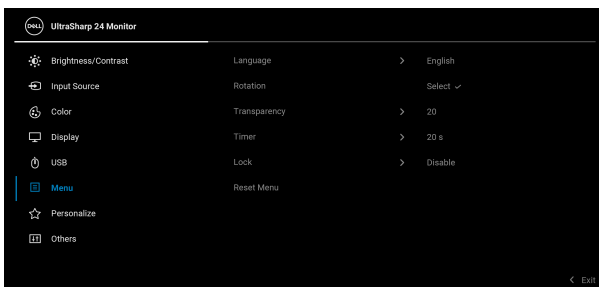 DELL UltraSharp 24 Monitor
Brightness/Contrast Language > English
Input Source Rotation Select ✓
Color Transparency > 20
Display Timer > 20 s
USB Lock > Disable
Menu Reset Menu
Personalize
Others
< Exit